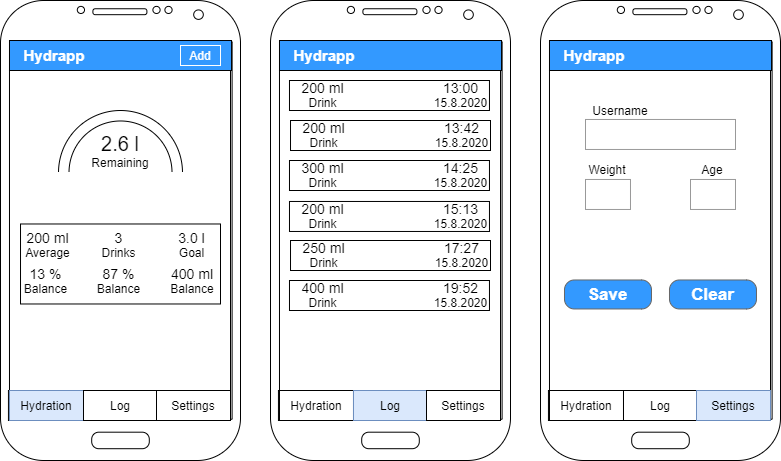 Hydrapp
Add
2.6 l
Remaining
200 ml
Average
3
Drinks
3.0 l
Goal
13 %
Balance
87 %
Balance
400 ml
Balance
Hydration
Log
Settings
Hydrapp
200 ml 13:00
Drink 15.8.2020
200 ml 13:42
Drink 15.8.2020
300 ml 14:25
Drink 15.8.2020
200 ml 15:13
Drink 15.8.2020
250 ml 17:27
Drink 15.8.2020
400 ml 19:52
Drink 15.8.2020
Hydration
Log
Settings
Hydrapp
Username
Weight
Age
Save
Clear
Hydration
Log
Settings